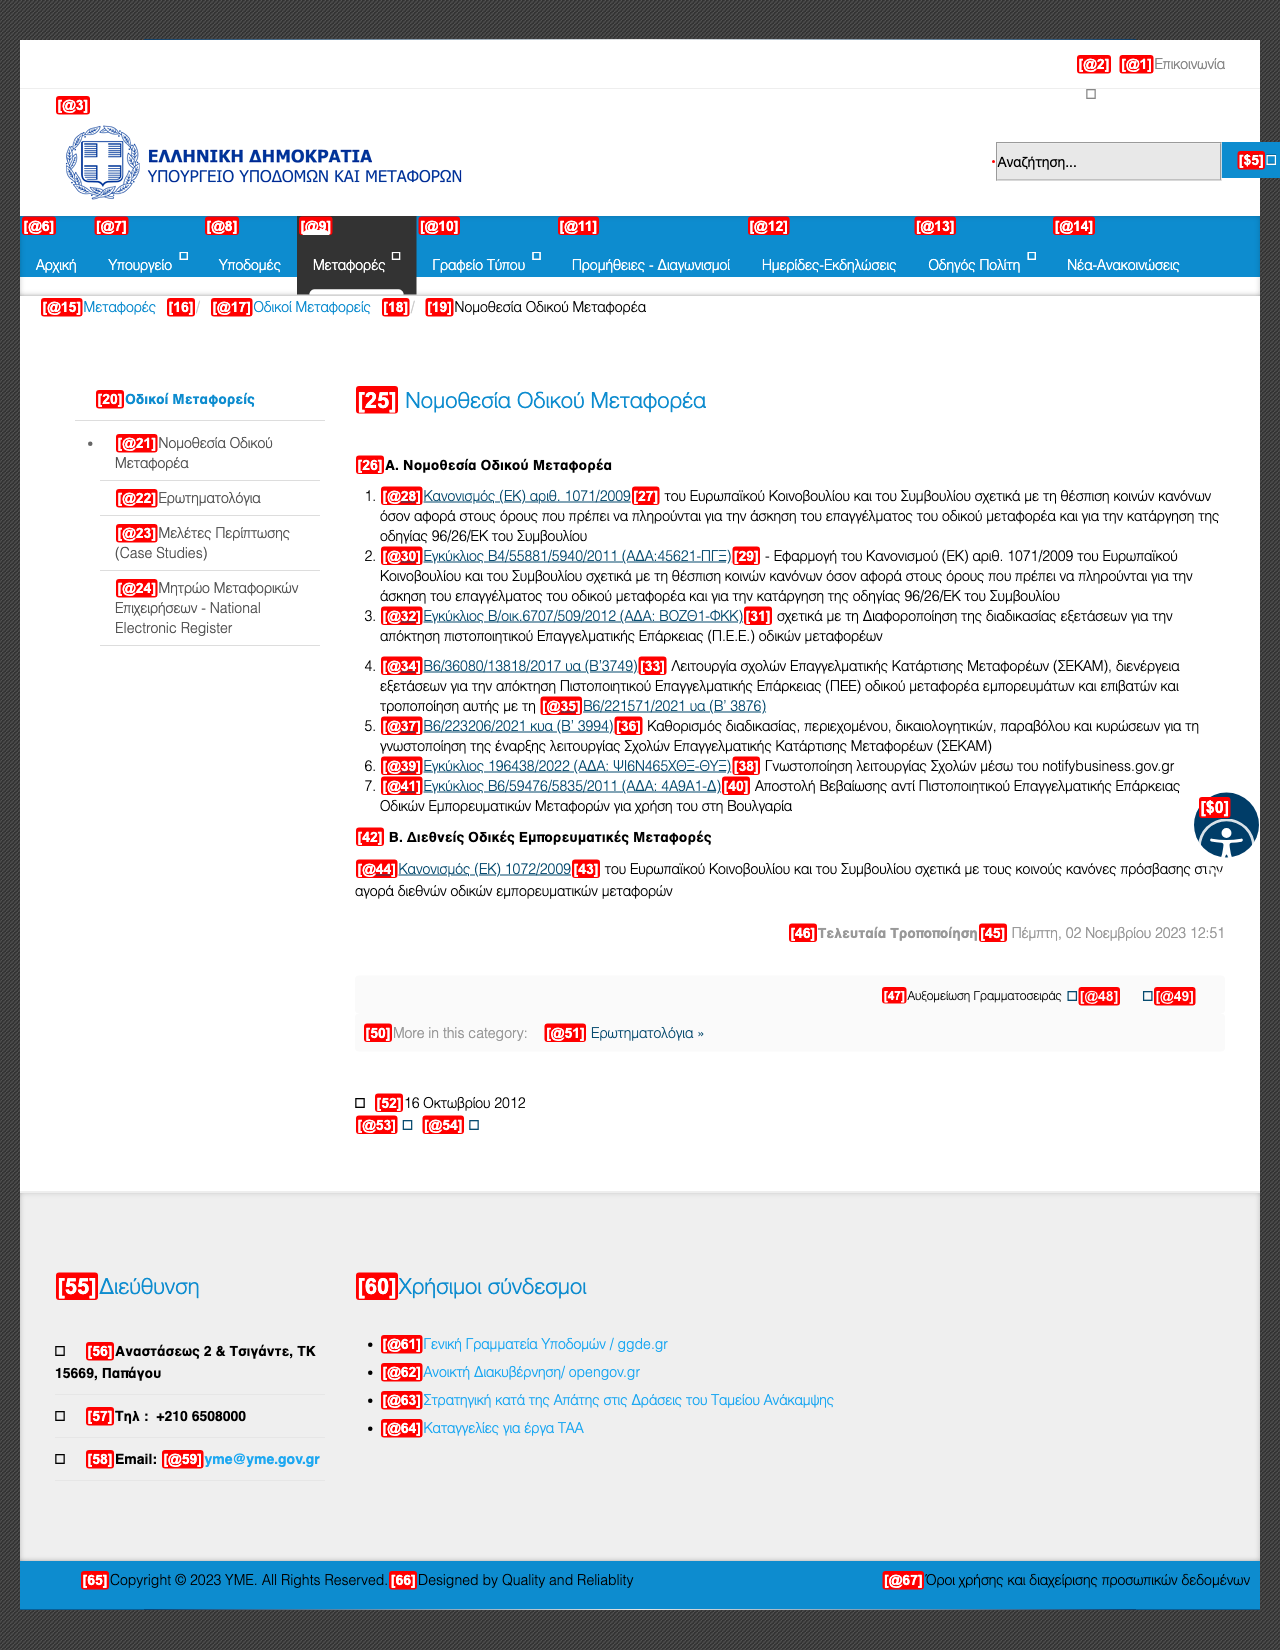 [@2] [@1]Επικοινωνία
[@3]
ΕΛΛΗΝΙΚΗ ΔΗΜΟΚΡΑΤΙΑ
ΥΠΟΥΡΓΕΙΟ ΥΠΟΔΟΜΩΝ ΚΑΙ ΜΕΤΑΦΟΡΩΝ
Αναζήτηση...
[$5]
[@6] [@7] [@8] [@9] [@10] [@11] [@12] [@13] [@14]
Αρχική Υπουργείο Υποδομές Μεταφορές Γραφείο Τύπου Προμήθειες - Διαγωνισμοί Ημερίδες-Εκδηλώσεις Οδηγός Πολίτη Νέα-Ανακοινώσεις
[@15]Μεταφορές [16]/ [@17]Οδικοί Μεταφορείς [18]/ [19]Νομοθεσία Οδικού Μεταφορέα
[20]Οδικοί Μεταφορείς
• [@21]Νομοθεσία Οδικού
Μεταφορέα
[@22]Ερωτηματολόγια
[@23]Μελέτες Περίπτωσης
(Case Studies)
[@24]Μητρώο Μεταφορικών
Επιχειρήσεων - National
Electronic Register
[25] Νομοθεσία Οδικού Μεταφορέα
[26]Α. Νομοθεσία Οδικού Μεταφορέα
1. [@28]Κανονισμός (ΕΚ) αριθ. 1071/2009[27] του Ευρωπαϊκού Κοινοβουλίου και του Συμβουλίου σχετικά με τη θέσπιση κοινών κανόνων
όσον αφορά στους όρους που πρέπει να πληρούνται για την άσκηση του επαγγέλματος του οδικού μεταφορέα και για την κατάργηση της
οδηγίας 96/26/ΕΚ του Συμβουλίου
2. [@30]Εγκύκλιος Β4/55881/5940/2011 (ΑΔΑ:45621-ΠΓΞ)[29] - Εφαρμογή του Κανονισμού (ΕΚ) αριθ. 1071/2009 του Ευρωπαϊκού
Κοινοβουλίου και του Συμβουλίου σχετικά με τη θέσπιση κοινών κανόνων όσον αφορά στους όρους που πρέπει να πληρούνται για την
άσκηση του επαγγέλματος του οδικού μεταφορέα και για την κατάργηση της οδηγίας 96/26/ΕΚ του Συμβουλίου
3. [@32]Εγκύκλιος Β/οικ.6707/509/2012 (ΑΔΑ: ΒΟΖΘ1-ΦΚΚ)[31] σχετικά με τη Διαφοροποίηση της διαδικασίας εξετάσεων για την
απόκτηση πιστοποιητικού Επαγγελματικής Επάρκειας (Π.Ε.Ε.) οδικών μεταφορέων
4. [@34]Β6/36080/13818/2017 υα (Β’3749)[33] Λειτουργία σχολών Επαγγελματικής Κατάρτισης Μεταφορέων (ΣΕΚΑΜ), διενέργεια
εξετάσεων για την απόκτηση Πιστοποιητικού Επαγγελματικής Επάρκειας (ΠΕΕ) οδικού μεταφορέα εμπορευμάτων και επιβατών και
τροποποίηση αυτής με τη [@35]Β6/221571/2021 υα (Β’ 3876)
5. [@37]Β6/223206/2021 κυα (Β’ 3994)[36] Καθορισμός διαδικασίας, περιεχομένου, δικαιολογητικών, παραβόλου και κυρώσεων για τη
γνωστοποίηση της έναρξης λειτουργίας Σχολών Επαγγελματικής Κατάρτισης Μεταφορέων (ΣΕΚΑΜ)
6. [@39]Εγκύκλιος 196438/2022 (ΑΔΑ: ΨΙ6Ν465ΧΘΞ-ΘΥΞ)[38] Γνωστοποίηση λειτουργίας Σχολών μέσω του notifybusiness.gov.gr
7. [@41]Εγκύκλιος Β6/59476/5835/2011 (ΑΔΑ: 4Α9Α1-Δ)[40] Αποστολή Βεβαίωσης αντί Πιστοποιητικού Επαγγελματικής Επάρκειας
Οδικών Εμπορευματικών Μεταφορών για χρήση του στη Βουλγαρία
[$0]
[42] Β. Διεθνείς Οδικές Εμπορευματικές Μεταφορές
[@44]Κανονισμός (ΕΚ) 1072/2009[43] του Ευρωπαϊκού Κοινοβουλίου και του Συμβουλίου σχετικά με τους κοινούς κανόνες πρόσβασης στην
αγορά διεθνών οδικών εμπορευματικών μεταφορών
[46]Τελευταία Τροποποίηση[45] Πέμπτη, 02 Νοεμβρίου 2023 12:51
[47]Αυξομείωση Γραμματοσειράς [@48] [@49]
[50]More in this category: [@51] Ερωτηματολόγια »
[52]16 Οκτωβρίου 2012
[@53] [@54]
[55]Διεύθυνση
[56]Αναστάσεως 2 & Τσιγάντε, ΤΚ
15669, Παπάγου
[57]Τηλ : +210 6508000
[58]Email: [@59]yme@yme.gov.gr
[60]Χρήσιμοι σύνδεσμοι
• [@61]Γενική Γραμματεία Υποδομών / ggde.gr
• [@62]Ανοικτή Διακυβέρνηση/ opengov.gr
• [@63]Στρατηγική κατά της Απάτης στις Δράσεις του Ταμείου Ανάκαμψης
• [@64]Καταγγελίες για έργα ΤΑΑ
[65]Copyright © 2023 YME. All Rights Reserved.[66]Designed by Quality and Reliablity
[@67]Όροι χρήσης και διαχείρισης προσωπικών δεδομένων